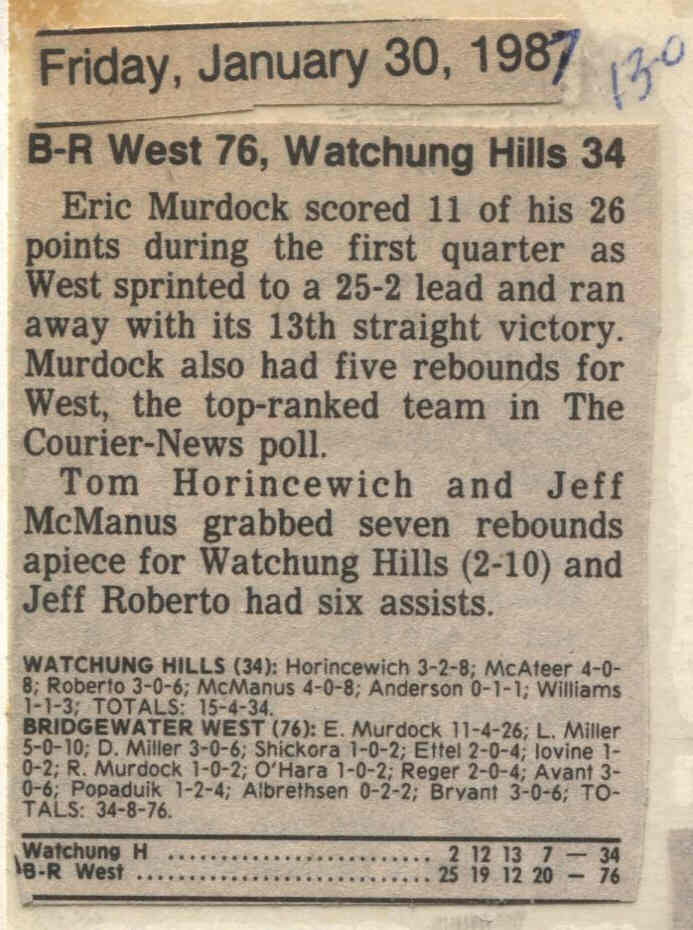 Friday, January 30, 1987
13-0
B-R West 76, Watchung Hills 34
Eric Murdock scored 11 of his 26
points during the first quarter as
West sprinted to a 25-2 lead and ran
away with its 13th straight victory.
Murdock also had five rebounds for
West, the top-ranked team in The
Courier-News poll.
Tom Horincewich and Jeff
McManus grabbed seven rebounds
apiece for Watchung Hills (2-10) and
Jeff Roberto had six assists.
WATCHUNG HILLS (34): Horincewich 3-2-8; McAteer 4-0-
8; Roberto 3-0-6; McManus 4-0-8; Anderson 0-1-1; Williams
1-1-3; TOTALS: 15-4-34.
BRIDGEWATER WEST (76): E. Murdock 11-4-26; L. Miller
5-0-10; D. Miller 3-0-6; Shickora 1-0-2; Ettel 2-0-4; Iovine 1-
0-2; R. Murdock 1-0-2; O'Hara 1-0-2; Reger 2-0-4; Avant 3-
0-6; Popaduik 1-2-4; Albrethsen 0-2-2; Bryant 3-0-6; TO-
TALS: 34-8-76.
Watchung H ........................... 2 12 13 7 — 34
B-R West .............................. 25 19 12 20 — 76